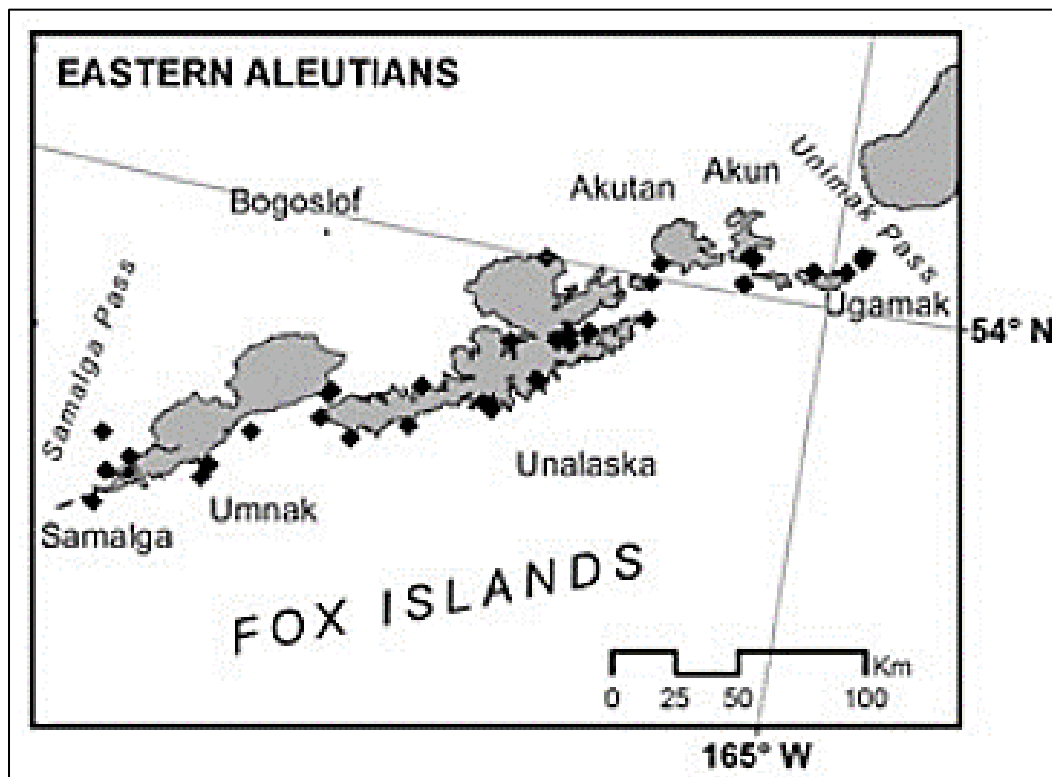 EASTERN ALEUTIANS
Bogoslof
Akutan
Akun
Unimak Pass
Samalga Pass
Ugamak
54° N
Unalaska
Umnak
Samalga
FOX ISLANDS
Km
0 25 50 100
165° W